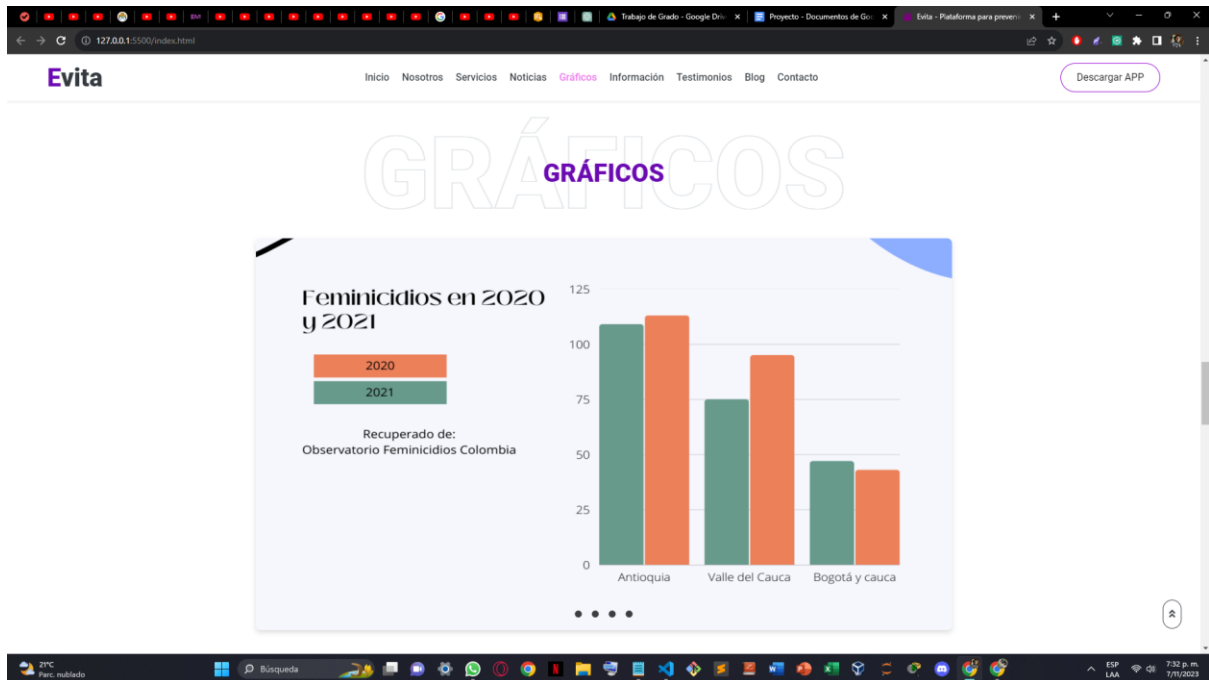 Trabajo de Grado - Google Driv
Proyecto - Documentos de Goo
Evita - Plataforma para preveni
127.0.0.1:5500/index.html
Evita
Inicio Nosotros Servicios Noticias Gráficos Información Testimonios Blog Contacto
Descargar APP
GRÁFICOS
GRÁFICOS
Feminicidios en 2020
y 2021
2020
2021
Recuperado de:
Observatorio Feminicidios Colombia
125
100
75
50
25
0
Antioquia Valle del Cauca Bogotá y cauca
21°C
Parc. nublado
Búsqueda
ESP
LAA
7:32 p. m.
7/11/2023